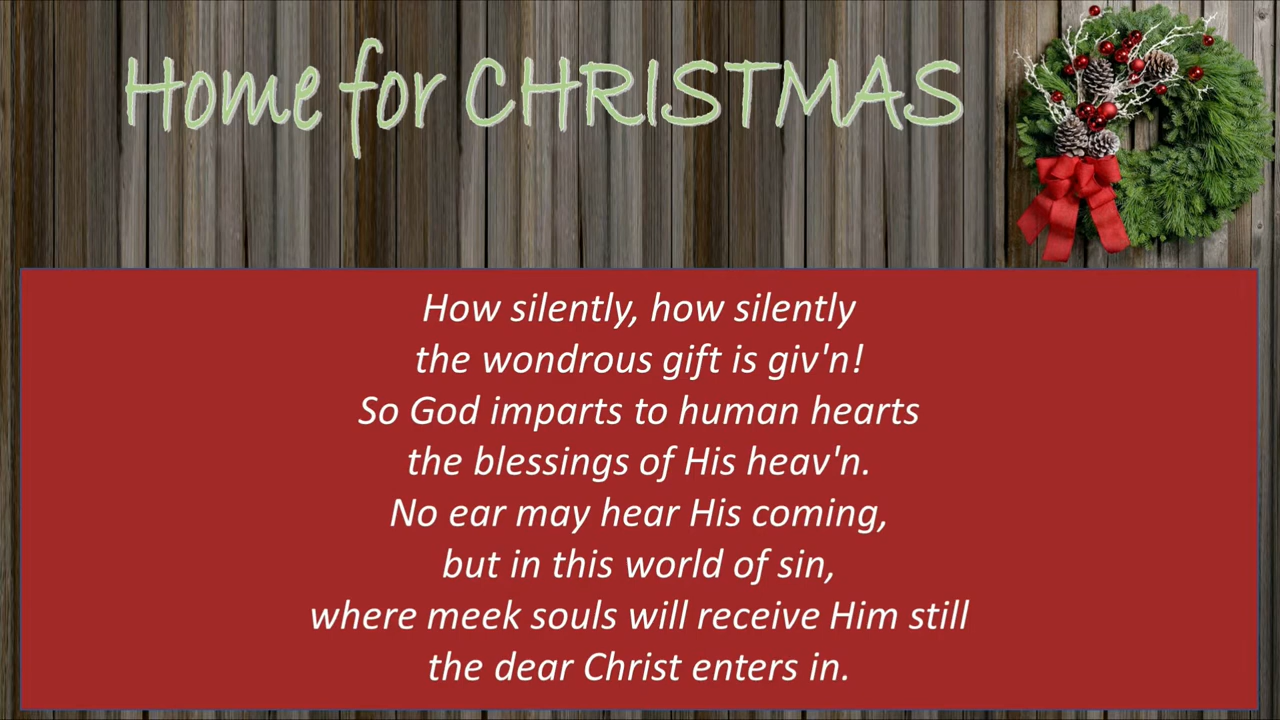 Home for CHRISTMAS
How silently, how silently
the wondrous gift is giv'n!
So God imparts to human hearts
the blessings of His heav'n.
No ear may hear His coming,
but in this world of sin,
where meek souls will receive Him still
the dear Christ enters in.